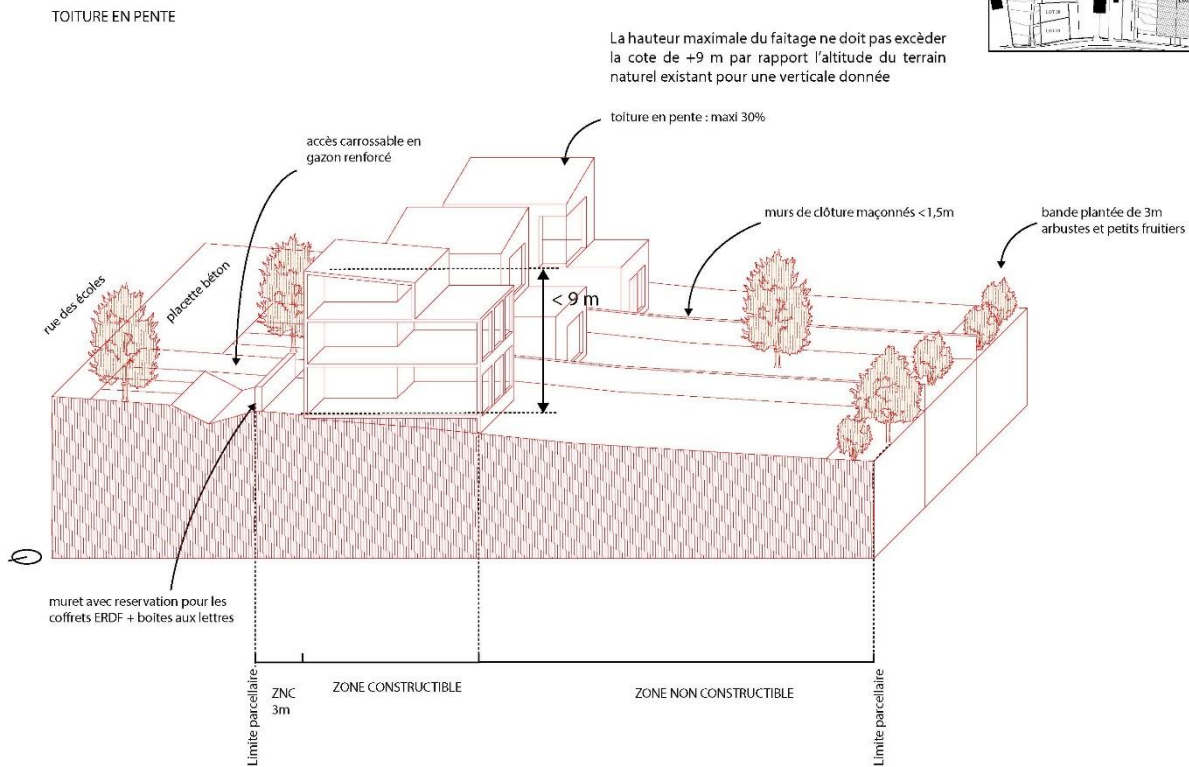 TOITURE EN PENTE
La hauteur maximale du faitage ne doit pas excèder
la cote de +9 m par rapport l'altitude du terrain
naturel existant pour une verticale donnée
toiture en pente : maxi 30%
accès carrossable en
gazon renforcé
murs de clôture maçonnés <1,5m
bande plantée de 3m
arbustes et petits fruitiers
rue des écoles
placette béton
< 9 m
muret avec reservation pour les
coffrets ERDF + boîtes aux lettres
Limite parcellaire
ZNC
3m
ZONE CONSTRUCTIBLE
ZONE NON CONSTRUCTIBLE
Limite parcellaire